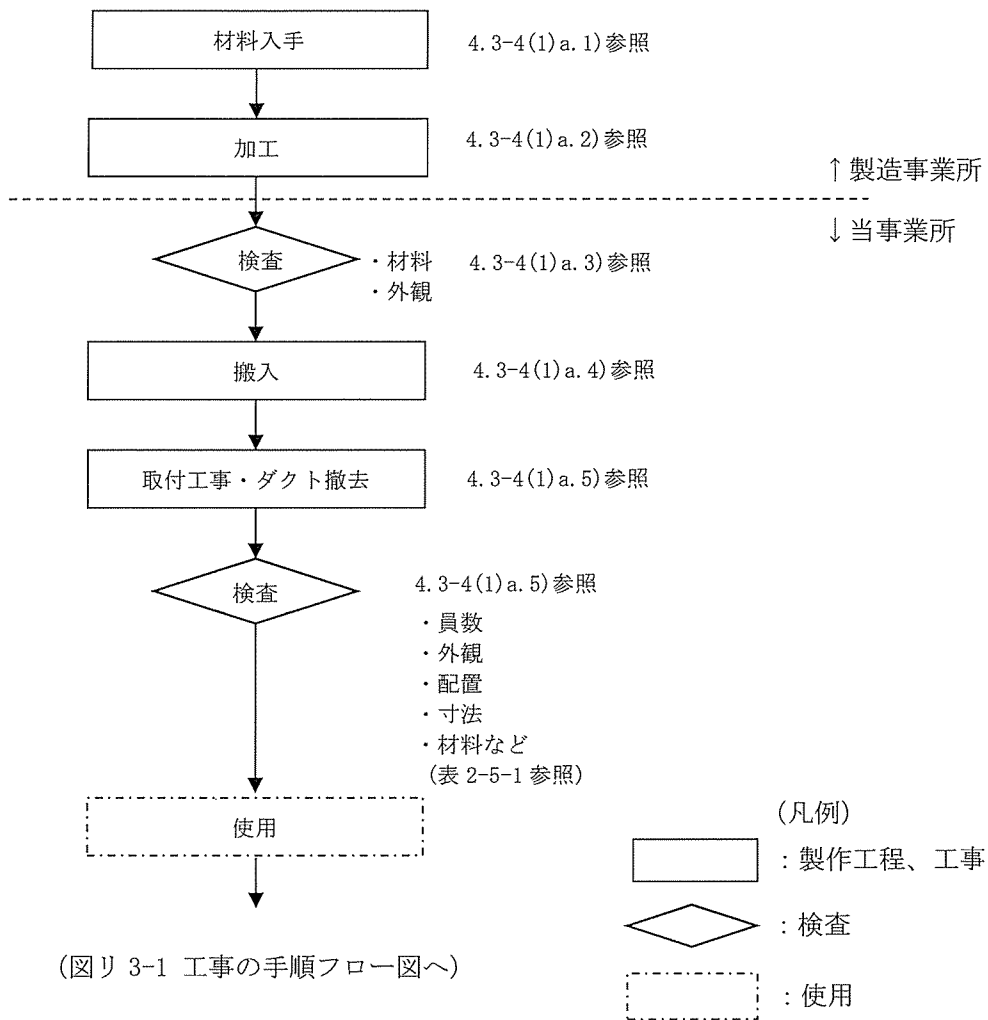 材料入手
4.3-4(1)a.1)参照
加工
4.3-4(1)a.2)参照
↑製造事業所
↓当事業所
検査
・材料
・外観
4.3-4(1)a.3)参照
搬入
4.3-4(1)a.4)参照
取付工事・ダクト撤去
4.3-4(1)a.5)参照
検査
4.3-4(1)a.5)参照
・員数
・外観
・配置
・寸法
・材料など
(表 2-5-1 参照)
使用
(図リ 3-1 工事の手順フロー図へ)
(凡例)
：製作工程、工事
：検査
：使用